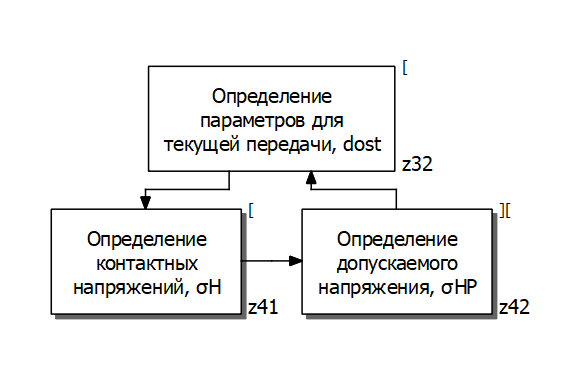 [
Определение
параметров для
текущей передачи, dost
z32
[
Определение
контактных
напряжений, σH
z41
][
Определение
допускаемого
напряжения, σHP
z42